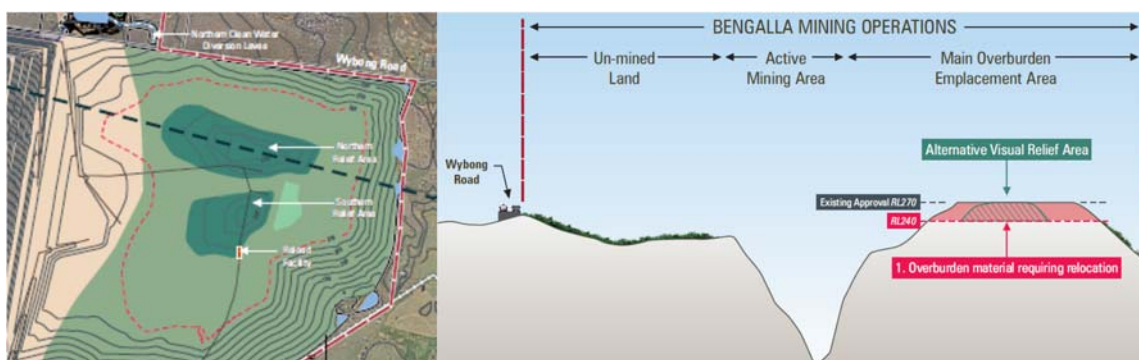 Northern Clean Water
Diversion Levee
Wybong Road
Northern
Relief Area
Southern
Relief Area
Reload
Facility
BENGALLA MINING OPERATIONS
Un-mined
Land
Active
Mining Area
Main Overburden
Emplacement Area
Wybong
Road
Alternative Visual Relief Area
Existing Approval RL270
RL240
1. Overburden material requiring relocation